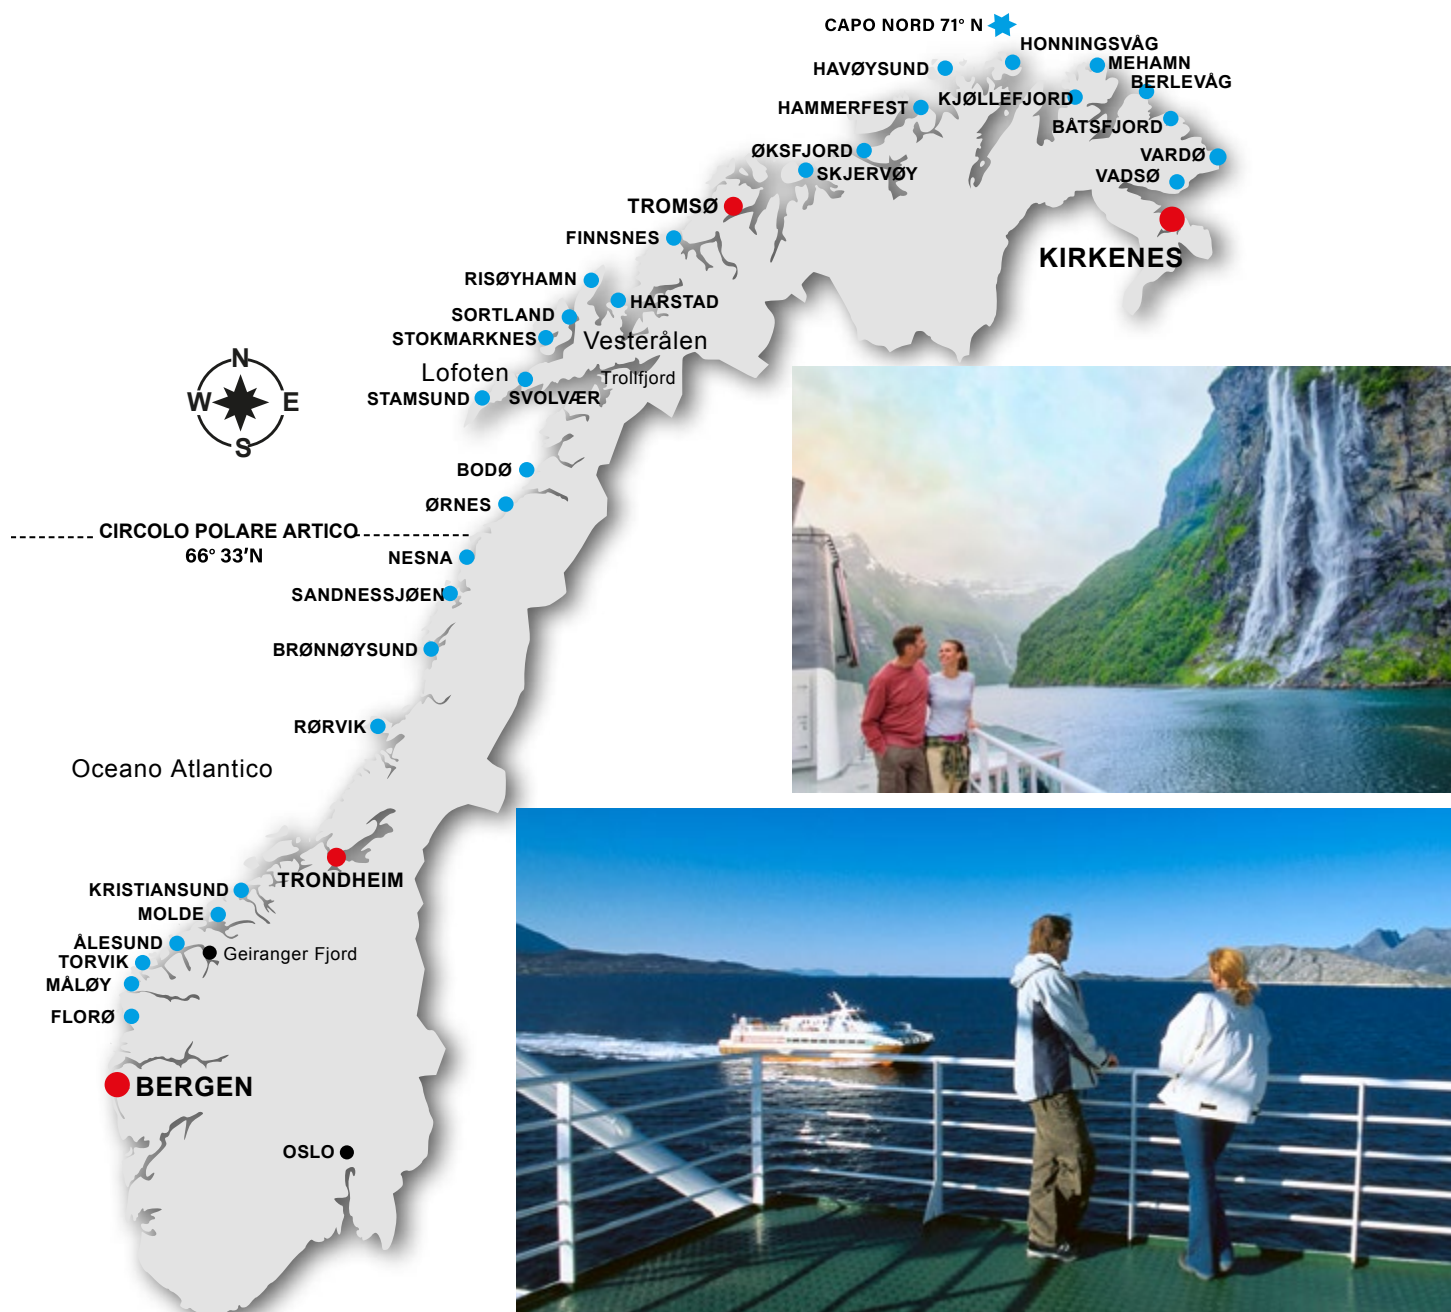 CAPO NORD 71° N
HONNINGSVÅG
HAVØYSUND
MEHAMN
BERLEVÅG
KJØLLEFJORD
HAMMERFEST
BÅTSFJORD
ØKSFJORD
VARDØ
SKJERVØY
VADSØ
TROMSØ
FINNSNES
KIRKENES
RISØYHAMN
HARSTAD
SORTLAND
STOKMARKNES
Vesterålen
Lofoten
Trollfjord
STAMSUND
SVOLVÆR
N
W
E
S
BODØ
ØRNES
CIRCOLO POLARE ARTICO
66° 33'N
NESNA
SANDNESSJØEN
BRØNNØYSUND
RØRVIK
Oceano Atlantico
TRONDHEIM
KRISTIANSUND
MOLDE
ÅLESUND
Geiranger Fjord
TORVIK
MÅLØY
FLORØ
BERGEN
OSLO